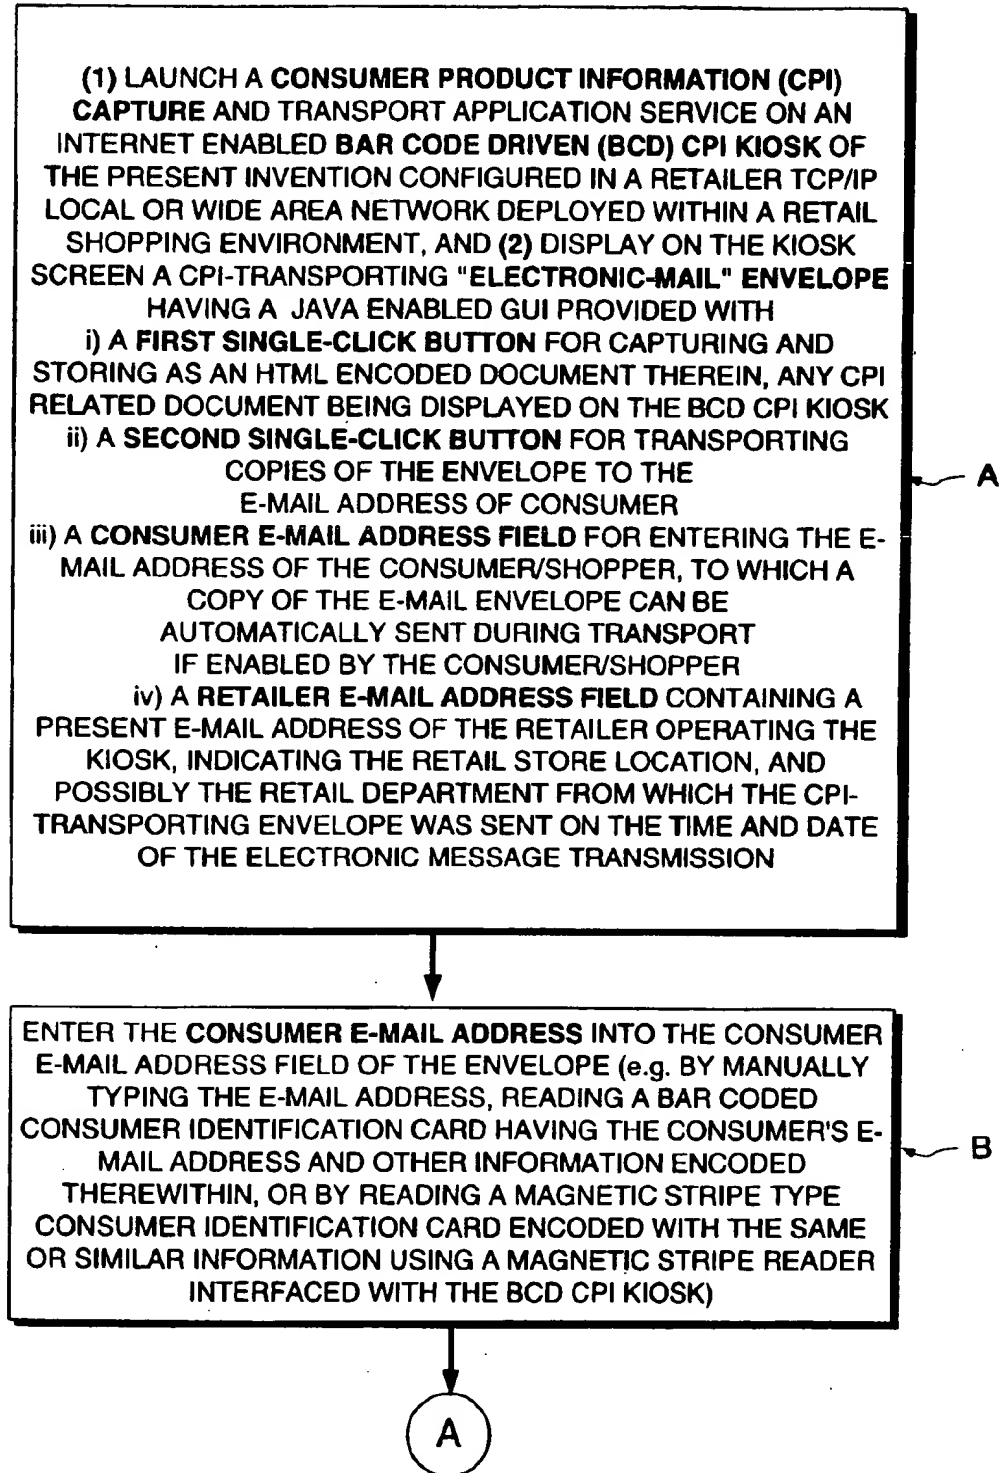 (1) LAUNCH A CONSUMER PRODUCT INFORMATION (CPI)
CAPTURE AND TRANSPORT APPLICATION SERVICE ON AN
INTERNET ENABLED BAR CODE DRIVEN (BCD) CPI KIOSK OF
THE PRESENT INVENTION CONFIGURED IN A RETAILER TCP/IP
LOCAL OR WIDE AREA NETWORK DEPLOYED WITHIN A RETAIL
SHOPPING ENVIRONMENT, AND (2) DISPLAY ON THE KIOSK
SCREEN A CPI-TRANSPORTING "ELECTRONIC-MAIL" ENVELOPE
HAVING A JAVA ENABLED GUI PROVIDED WITH
i) A FIRST SINGLE-CLICK BUTTON FOR CAPTURING AND
STORING AS AN HTML ENCODED DOCUMENT THEREIN, ANY CPI
RELATED DOCUMENT BEING DISPLAYED ON THE BCD CPI KIOSK
ii) A SECOND SINGLE-CLICK BUTTON FOR TRANSPORTING
COPIES OF THE ENVELOPE TO THE
E-MAIL ADDRESS OF CONSUMER
iii) A CONSUMER E-MAIL ADDRESS FIELD FOR ENTERING THE E-
MAIL ADDRESS OF THE CONSUMER/SHOPPER, TO WHICH A
COPY OF THE E-MAIL ENVELOPE CAN BE
AUTOMATICALLY SENT DURING TRANSPORT
IF ENABLED BY THE CONSUMER/SHOPPER
iv) A RETAILER E-MAIL ADDRESS FIELD CONTAINING A
PRESENT E-MAIL ADDRESS OF THE RETAILER OPERATING THE
KIOSK, INDICATING THE RETAIL STORE LOCATION, AND
POSSIBLY THE RETAIL DEPARTMENT FROM WHICH THE CPI-
TRANSPORTING ENVELOPE WAS SENT ON THE TIME AND DATE
OF THE ELECTRONIC MESSAGE TRANSMISSION
A
ENTER THE CONSUMER E-MAIL ADDRESS INTO THE CONSUMER
E-MAIL ADDRESS FIELD OF THE ENVELOPE (e.g. BY MANUALLY
TYPING THE E-MAIL ADDRESS, READING A BAR CODED
CONSUMER IDENTIFICATION CARD HAVING THE CONSUMER'S E-
MAIL ADDRESS AND OTHER INFORMATION ENCODED
THEREWITHIN, OR BY READING A MAGNETIC STRIPE TYPE
CONSUMER IDENTIFICATION CARD ENCODED WITH THE SAME
OR SIMILAR INFORMATION USING A MAGNETIC STRIPE READER
INTERFACED WITH THE BCD CPI KIOSK)
B
A